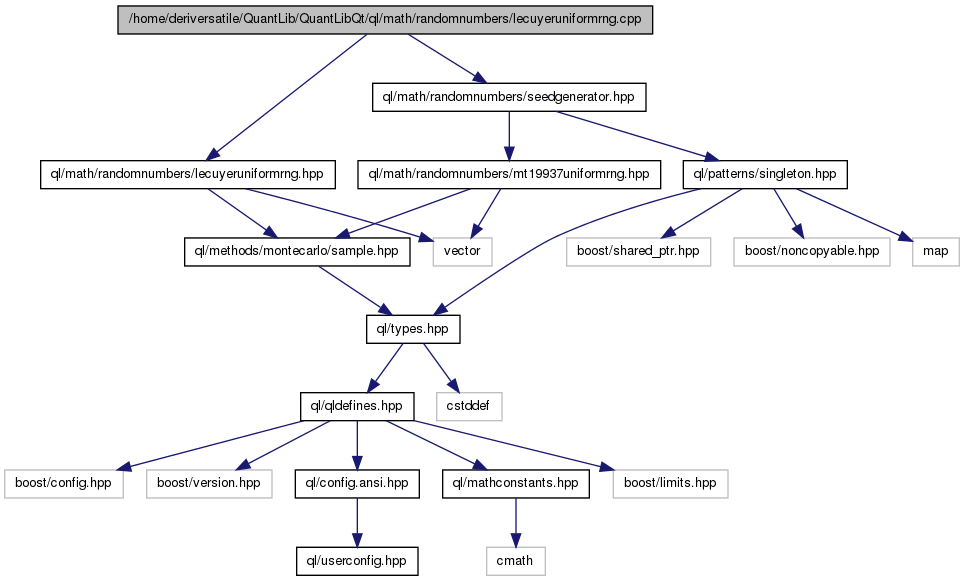 /home/deriversatile/QuantLib/QuantLibQt/ql/math/randomnumbers/lecuyeruniformrng.cpp
ql/math/randomnumbers/seedgenerator.hpp
ql/math/randomnumbers/lecuyeruniformrng.hpp
ql/math/randomnumbers/mt19937uniformrng.hpp
ql/patterns/singleton.hpp
ql/methods/montecarlo/sample.hpp
vector
boost/shared_ptr.hpp
boost/noncopyable.hpp
map
ql/types.hpp
ql/qldefines.hpp
cstddef
boost/config.hpp
boost/version.hpp
ql/config.ansi.hpp
ql/mathconstants.hpp
boost/limits.hpp
ql/userconfig.hpp
cmath